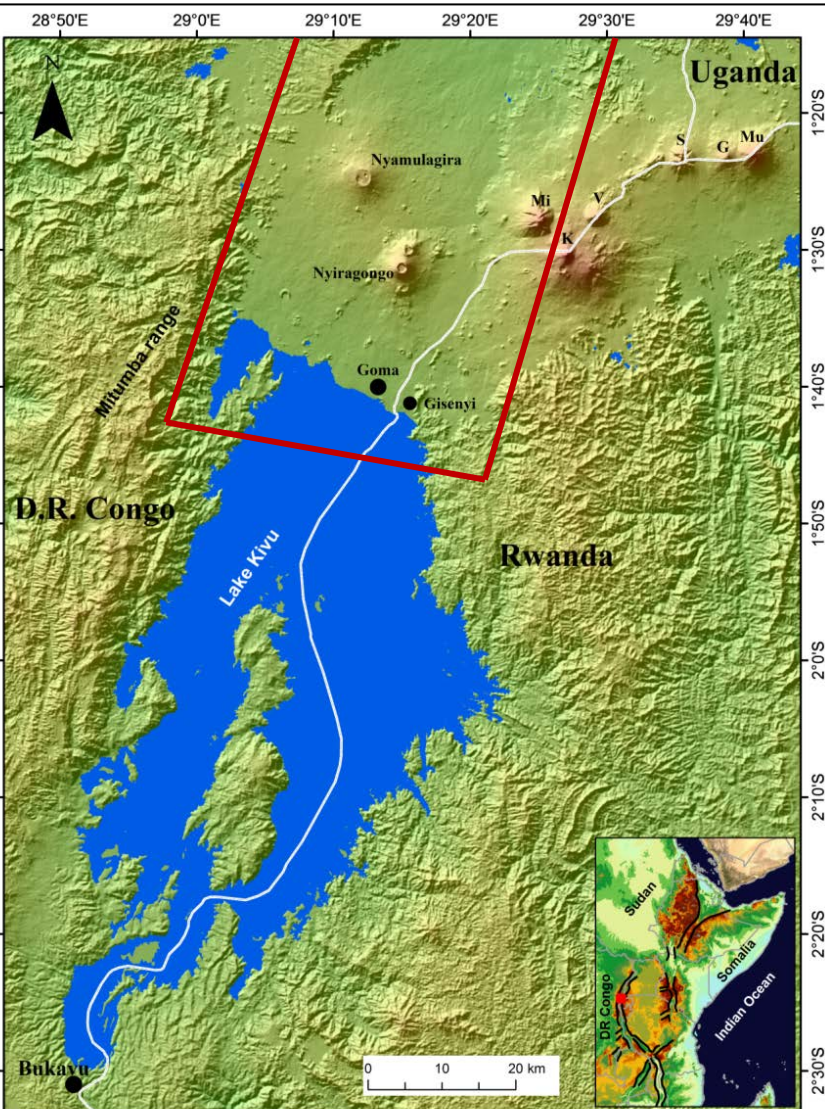 28°50'E
29°0'E
29°10'E
29°20'E
29°30'E
29°40'E
N
Uganda
1°20'S
S
G
Mu
Nyamulagira
Mi
V
K
1°30'S
Nyiragongo
Mitumba range
Goma
1°40'S
Gisenyi
D.R. Congo
1°50'S
Lake Kivu
Rwanda
2°0'S
2°10'S
Sudan
2°20'S
Somalia
DR Congo
Indian Ocean
Bukavu
0 10 20 km
2°30'S